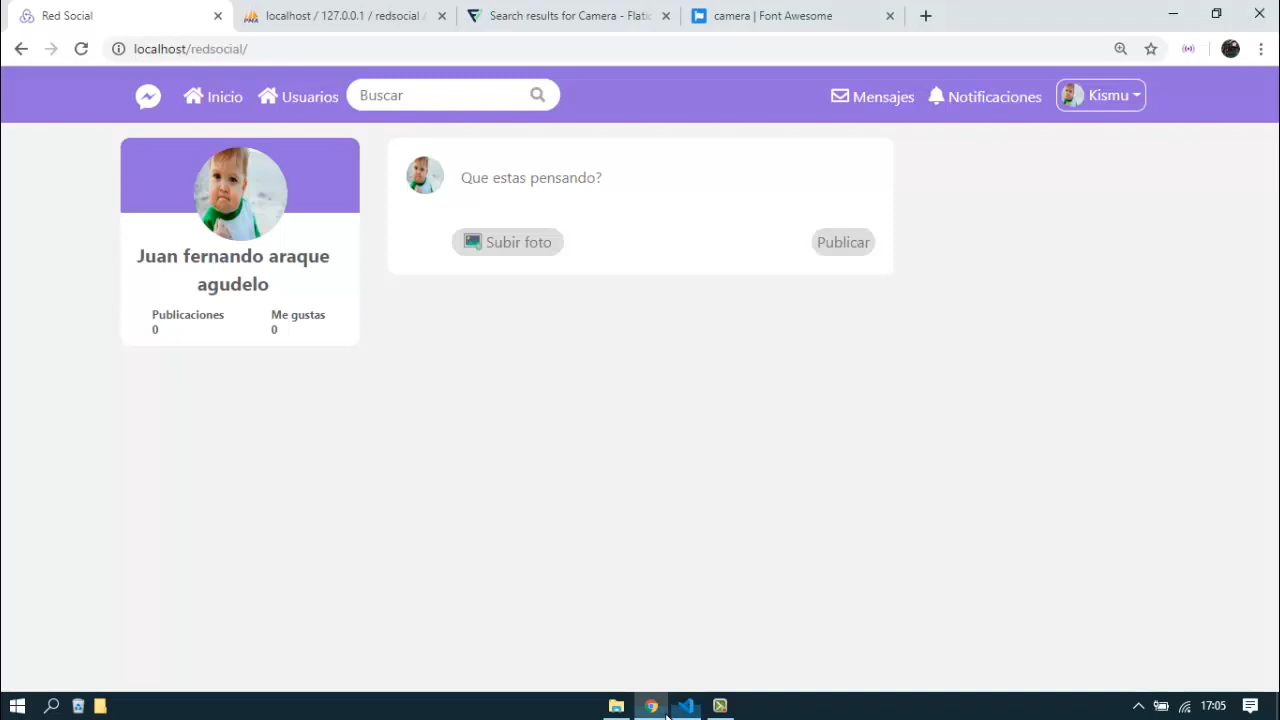 Red Social
localhost / 127.0.0.1 / redsocial /
Search results for Camera - Flatic
camera | Font Awesome
localhost/redsocial/
Inicio
Usuarios
Buscar
Mensajes
Notificaciones
Kismu
Juan fernando araque
agudelo
Publicaciones
0
Me gustas
0
Que estas pensando?
Subir foto
Publicar
17:05